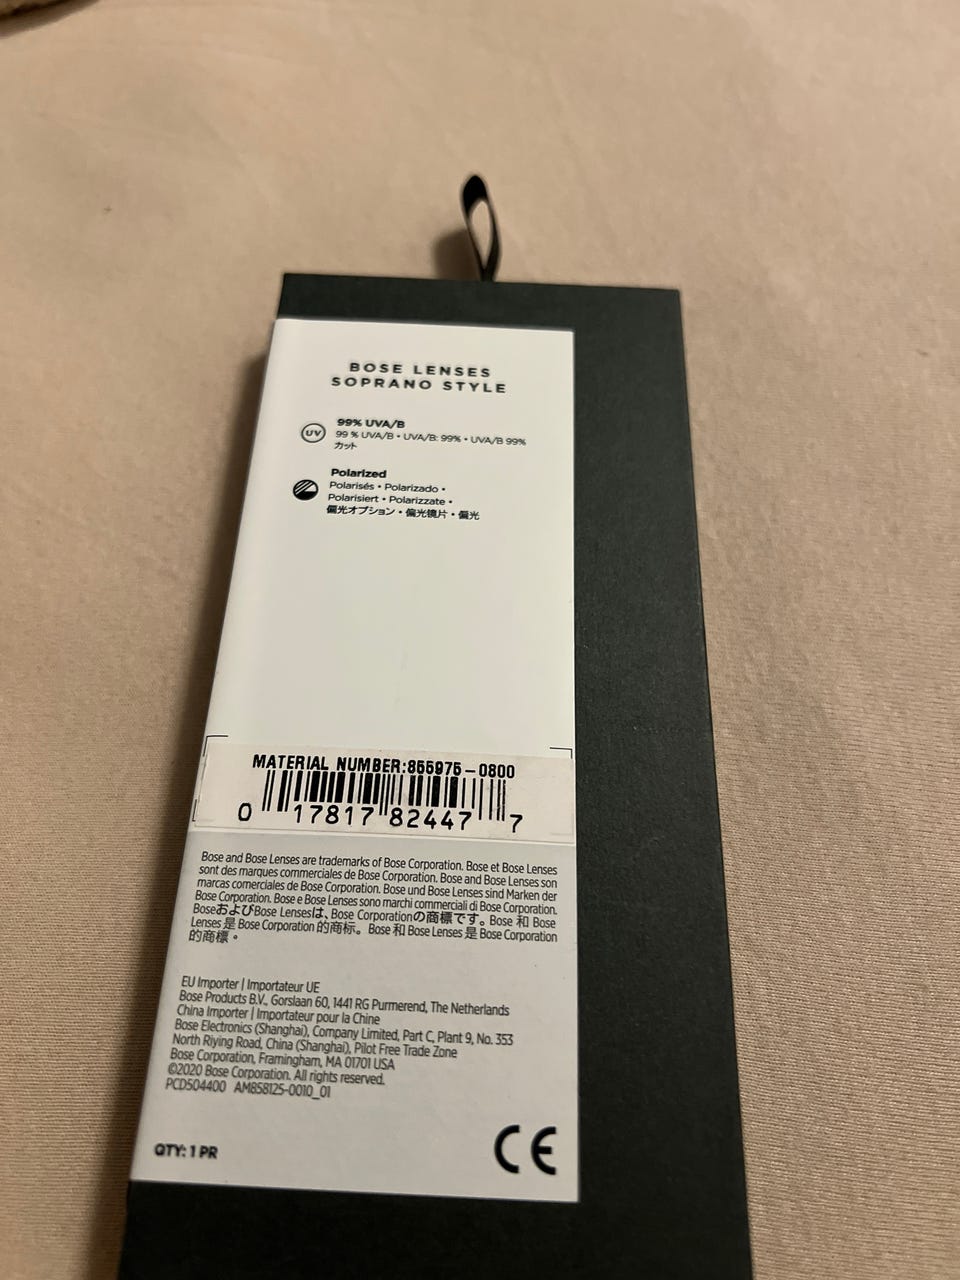 BOSE LENSES
SOPRANO STYLE
UV
99% UVA/B
99 % UVA/B • UVA/B: 99% • UVA/B 99%
カット
Polarized
Polarisés • Polarizado •
Polarisiert • Polarizzate •
偏光オプション • 偏光镜片 • 偏光
MATERIAL NUMBER:855975-0800
0 17817 82447 7
Bose and Bose Lenses are trademarks of Bose Corporation. Bose et Bose Lenses
sont des marques commerciales de Bose Corporation. Bose and Bose Lenses son
marcas comerciales de Bose Corporation. Bose und Bose Lenses sind Marken der
Bose Corporation. Bose e Bose Lenses sono marchi commerciali di Bose Corporation.
BoseおよびBose Lensesは、Bose Corporationの商標です。Bose 和 Bose
Lenses 是 Bose Corporation 的商标。Bose 和 Bose Lenses 是 Bose Corporation
的商標。
EU Importer | Importateur UE
Bose Products B.V., Gorslaan 60, 1441 RG Purmerend, The Netherlands
China Importer | Importateur pour la Chine
Bose Electronics (Shanghai), Company Limited, Part C, Plant 9, No. 353
North Riying Road, China (Shanghai), Pilot Free Trade Zone
Bose Corporation, Framingham, MA 01701 USA
©2020 Bose Corporation. All rights reserved.
PCD504400 AM858125-0010_01
QTY: 1 PR
CE